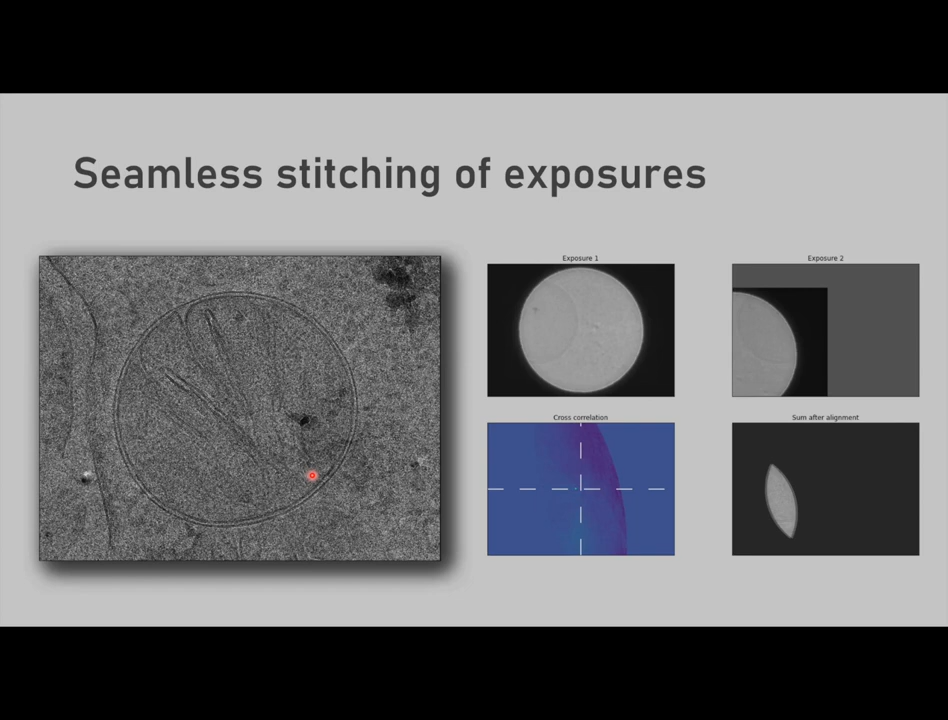 Seamless stitching of exposures
Exposure 1
Exposure 2
Cross correlation
Sum after alignment